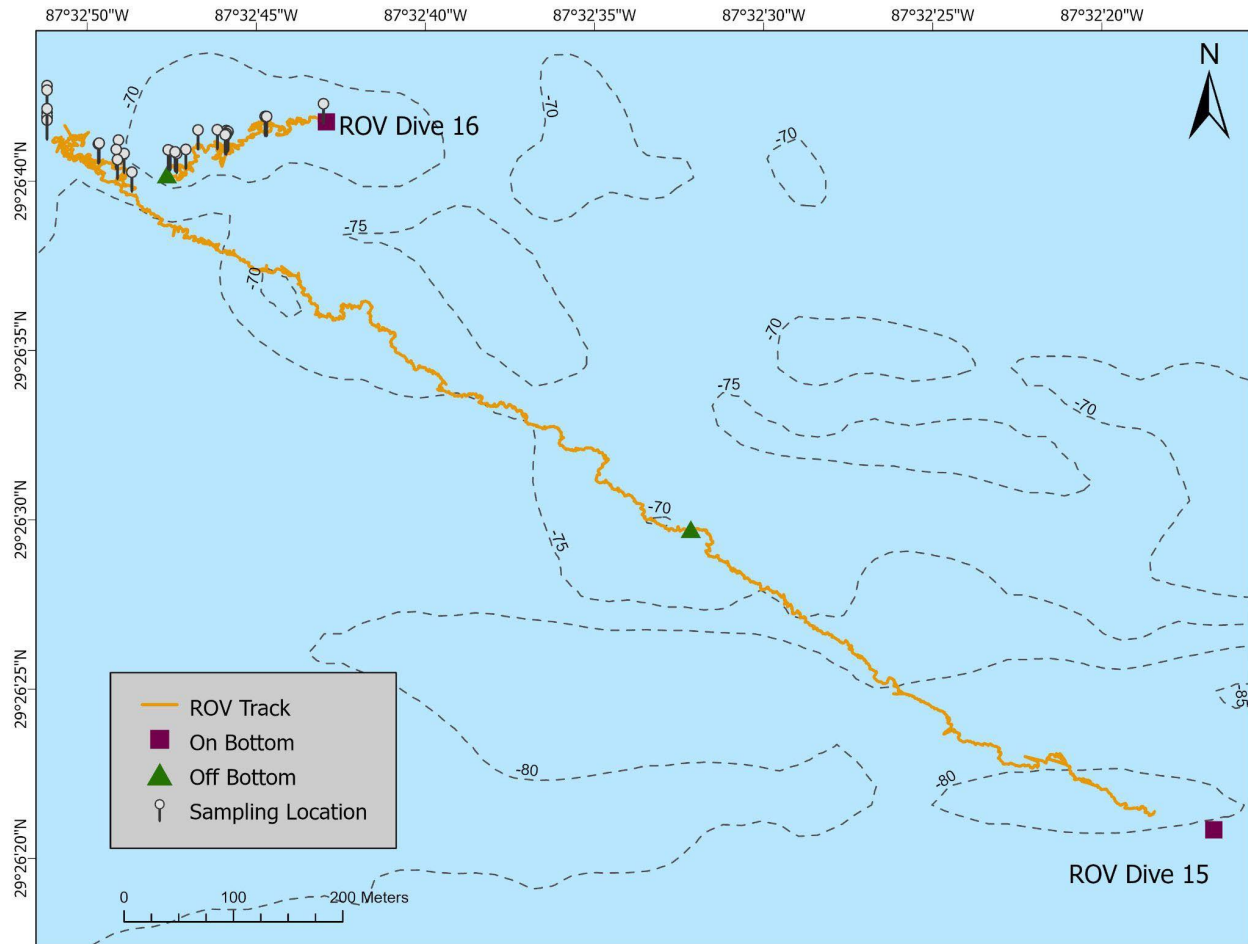 87°32'50"W
87°32'45"W
87°32'40"W
87°32'35"W
87°32'30"W
87°32'25"W
87°32'20"W
N
-70
-70
ROV Dive 16
-70
29°26'40"N
-75
-70
-70
29°26'35"N
-75
-70
-70
29°26'30"N
-75
29°26'25"N
-85
-80
-80
ROV Track
On Bottom
Off Bottom
Sampling Location
29°26'20"N
ROV Dive 15
0 100 200 Meters